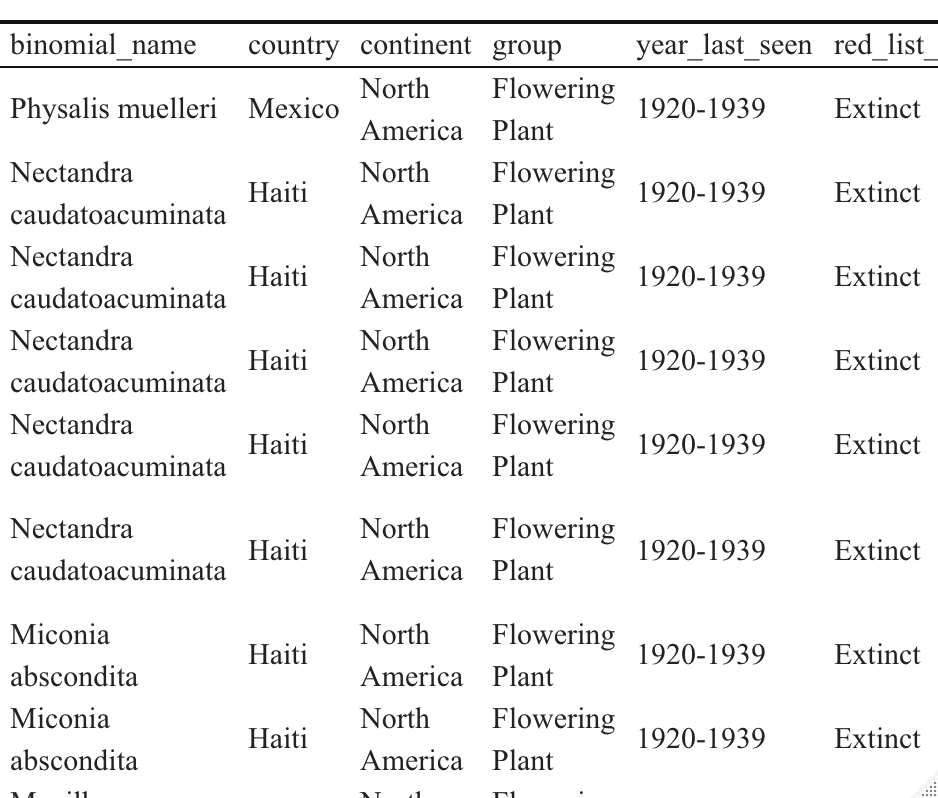 binomial_name country continent group year_last_seen red_list_
Physalis muelleri Mexico North America Flowering Plant 1920-1939 Extinct
Nectandra caudatoacuminata Haiti North America Flowering Plant 1920-1939 Extinct
Nectandra caudatoacuminata Haiti North America Flowering Plant 1920-1939 Extinct
Nectandra caudatoacuminata Haiti North America Flowering Plant 1920-1939 Extinct
Nectandra caudatoacuminata Haiti North America Flowering Plant 1920-1939 Extinct
Nectandra caudatoacuminata Haiti North America Flowering Plant 1920-1939 Extinct
Miconia abscondita Haiti North America Flowering Plant 1920-1939 Extinct
Miconia abscondita Haiti North America Flowering Plant 1920-1939 Extinct